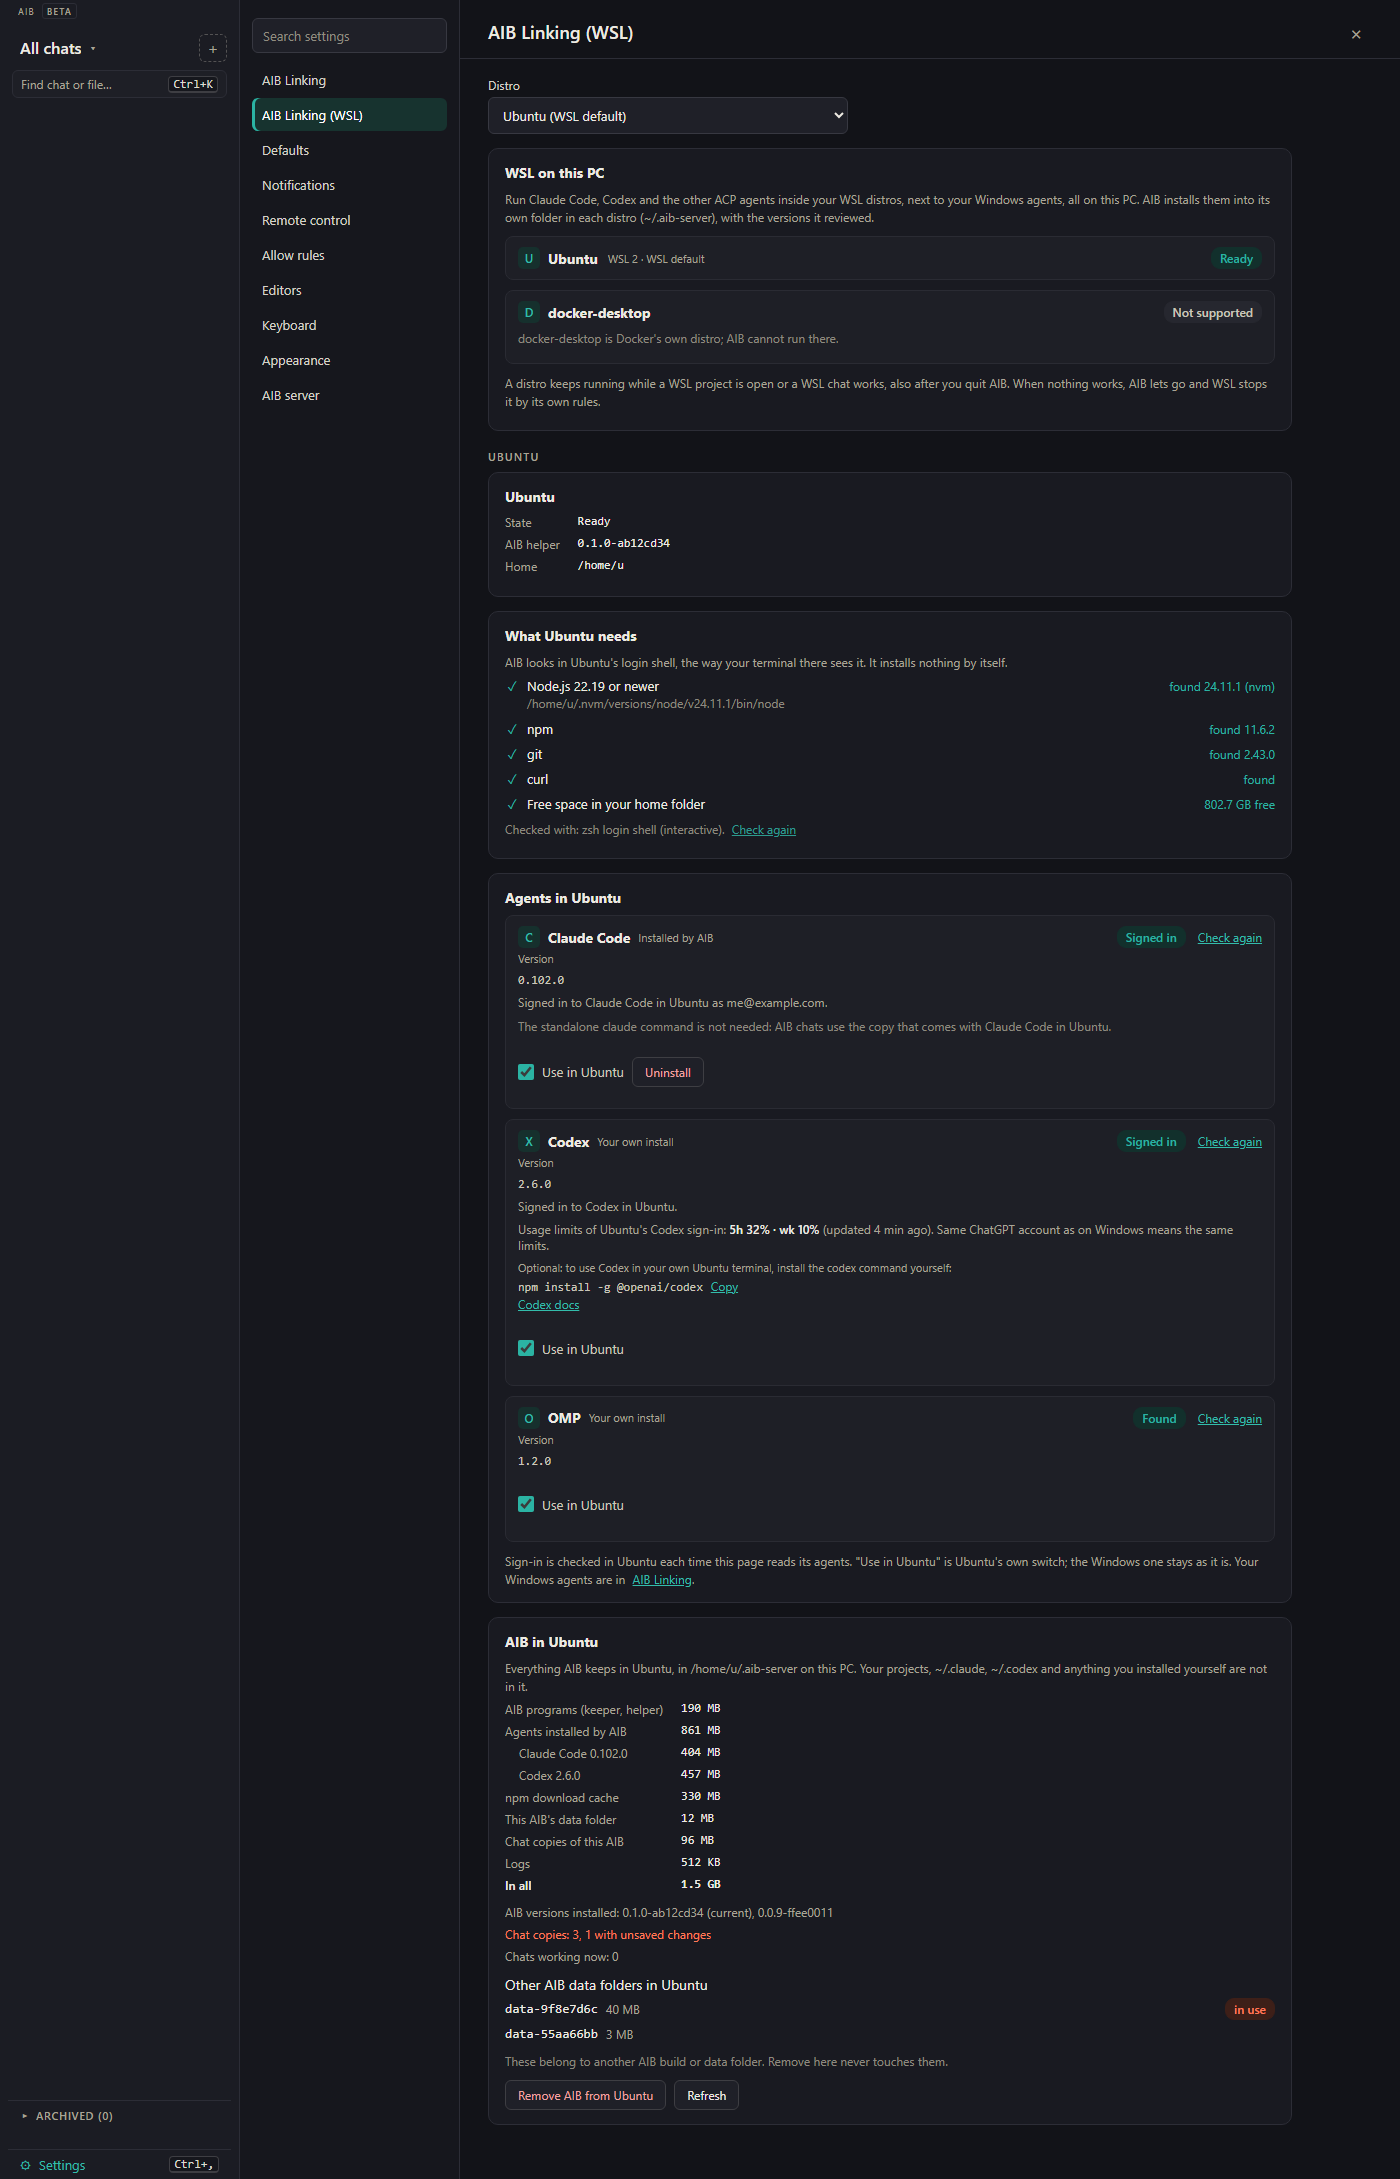 AIB BETA
All chats
+
Find chat or file... Ctrl+K
ARCHIVED (0)
Settings Ctrl+,
Search settings
AIB Linking
AIB Linking (WSL)
Defaults
Notifications
Remote control
Allow rules
Editors
Keyboard
Appearance
AIB server
AIB Linking (WSL)
Distro
Ubuntu (WSL default)
WSL on this PC
Run Claude Code, Codex and the other ACP agents inside your WSL distros, next to your Windows agents, all on this PC. AIB installs them into its
own folder in each distro (~/.aib-server), with the versions it reviewed.
U Ubuntu WSL 2 · WSL default Ready
D docker-desktop Not supported
docker-desktop is Docker's own distro; AIB cannot run there.
A distro keeps running while a WSL project is open or a WSL chat works, also after you quit AIB. When nothing works, AIB lets go and WSL stops
it by its own rules.
UBUNTU
Ubuntu
State Ready
AIB helper 0.1.0-ab12cd34
Home /home/u
What Ubuntu needs
AIB looks in Ubuntu's login shell, the way your terminal there sees it. It installs nothing by itself.
✓ Node.js 22.19 or newer found 24.11.1 (nvm)
/home/u/.nvm/versions/node/v24.11.1/bin/node
✓ npm found 11.6.2
✓ git found 2.43.0
✓ curl found
✓ Free space in your home folder 802.7 GB free
Checked with: zsh login shell (interactive). Check again
Agents in Ubuntu
C Claude Code Installed by AIB Signed in Check again
Version
0.102.0
Signed in to Claude Code in Ubuntu as me@example.com.
The standalone claude command is not needed: AIB chats use the copy that comes with Claude Code in Ubuntu.
Use in Ubuntu Uninstall
X Codex Your own install Signed in Check again
Version
2.6.0
Signed in to Codex in Ubuntu.
Usage limits of Ubuntu's Codex sign-in: 5h 32% · wk 10% (updated 4 min ago). Same ChatGPT account as on Windows means the same
limits.
Optional: to use Codex in your own Ubuntu terminal, install the codex command yourself:
npm install -g @openai/codex Copy
Codex docs
Use in Ubuntu
O OMP Your own install Found Check again
Version
1.2.0
Use in Ubuntu
Sign-in is checked in Ubuntu each time this page reads its agents. "Use in Ubuntu" is Ubuntu's own switch; the Windows one stays as it is. Your
Windows agents are in AIB Linking.
AIB in Ubuntu
Everything AIB keeps in Ubuntu, in /home/u/.aib-server on this PC. Your projects, ~/.claude, ~/.codex and anything you installed yourself are not
in it.
AIB programs (keeper, helper) 190 MB
Agents installed by AIB 861 MB
Claude Code 0.102.0 404 MB
Codex 2.6.0 457 MB
npm download cache 330 MB
This AIB's data folder 12 MB
Chat copies of this AIB 96 MB
Logs 512 KB
In all 1.5 GB
AIB versions installed: 0.1.0-ab12cd34 (current), 0.0.9-ffee0011
Chat copies: 3, 1 with unsaved changes
Chats working now: 0
Other AIB data folders in Ubuntu
data-9f8e7d6c 40 MB in use
data-55aa66bb 3 MB
These belong to another AIB build or data folder. Remove here never touches them.
Remove AIB from Ubuntu Refresh